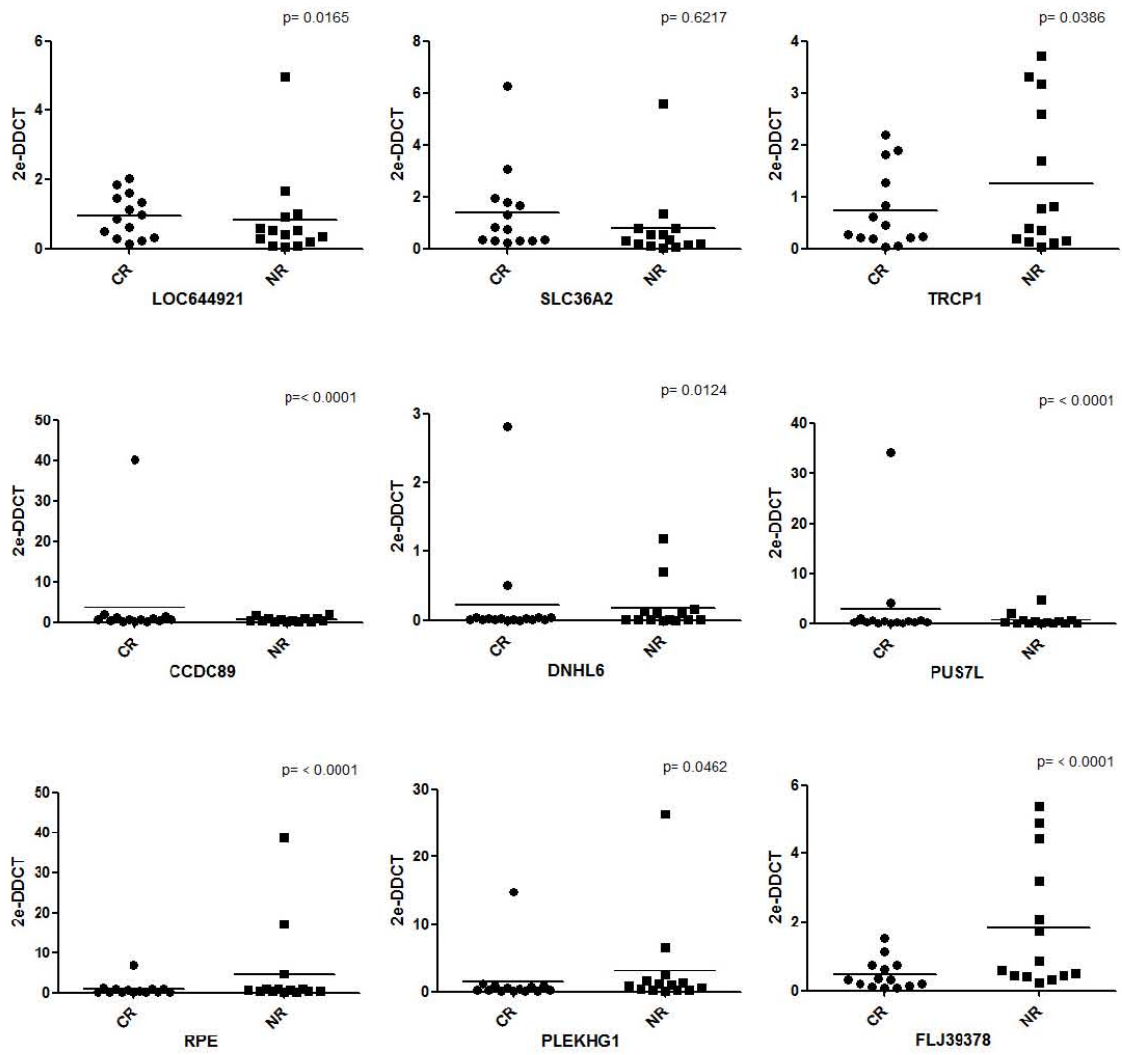 p= 0.0165
6
4
2
0
2e-DDCT
CR
NR
LOC644921
p= 0.6217
8
6
4
2
0
2e-DDCT
CR
NR
SLC36A2
p= 0.0386
4
3
2
1
0
2e-DDCT
CR
NR
TRCP1
p=< 0.0001
50
40
30
20
10
0
2e-DDCT
CR
NR
CCDC89
p= 0.0124
3
2
1
0
2e-DDCT
CR
NR
DNHL6
p= < 0.0001
40
30
20
10
0
2e-DDCT
CR
NR
PUS7L
p= < 0.0001
50
40
30
20
10
0
2e-DDCT
CR
NR
RPE
p= 0.0462
30
20
10
0
2e-DDCT
CR
NR
PLEKHG1
p= < 0.0001
6
4
2
0
2e-DDCT
CR
NR
FLJ39378